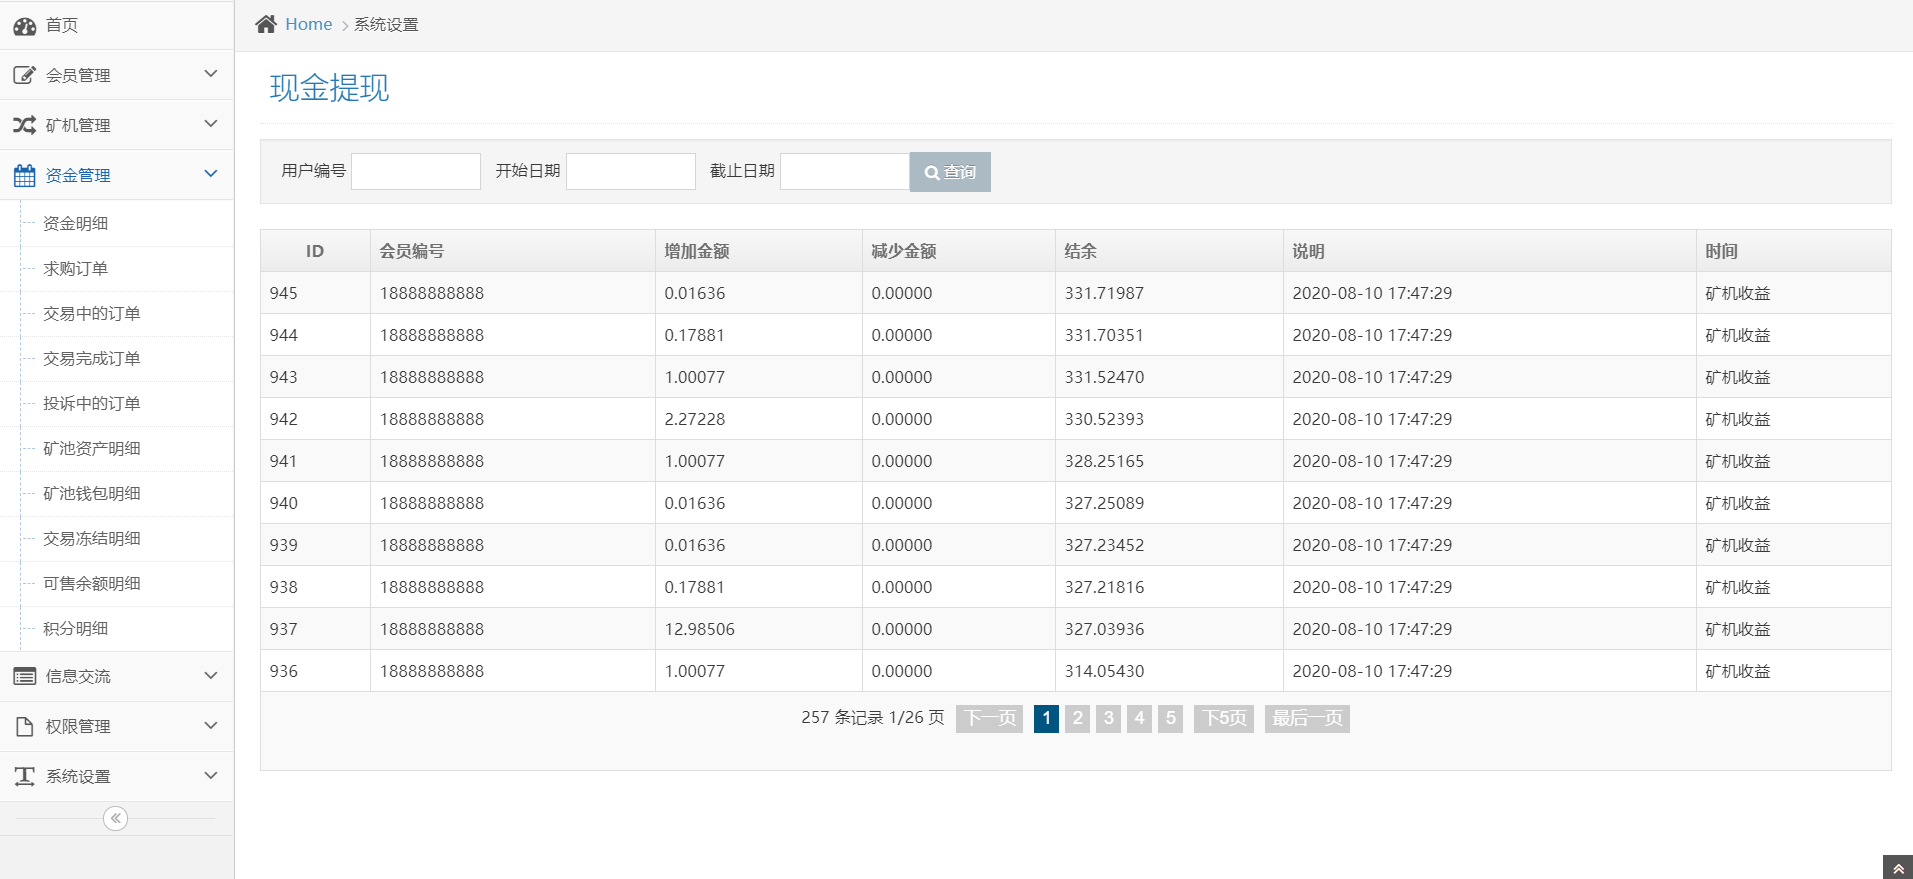 首页
会员管理
矿机管理
资金管理
资金明细
求购订单
交易中的订单
交易完成订单
投诉中的订单
矿池资产明细
矿池钱包明细
交易冻结明细
可售余额明细
积分明细
信息交流
权限管理
系统设置
Home 系统设置
现金提现
用户编号 开始日期 截止日期 查询
ID 会员编号 增加金额 减少金额 结余 说明 时间
945 18888888888 0.01636 0.00000 331.71987 2020-08-10 17:47:29 矿机收益
944 18888888888 0.17881 0.00000 331.70351 2020-08-10 17:47:29 矿机收益
943 18888888888 1.00077 0.00000 331.52470 2020-08-10 17:47:29 矿机收益
942 18888888888 2.27228 0.00000 330.52393 2020-08-10 17:47:29 矿机收益
941 18888888888 1.00077 0.00000 328.25165 2020-08-10 17:47:29 矿机收益
940 18888888888 0.01636 0.00000 327.25089 2020-08-10 17:47:29 矿机收益
939 18888888888 0.01636 0.00000 327.23452 2020-08-10 17:47:29 矿机收益
938 18888888888 0.17881 0.00000 327.21816 2020-08-10 17:47:29 矿机收益
937 18888888888 12.98506 0.00000 327.03936 2020-08-10 17:47:29 矿机收益
936 18888888888 1.00077 0.00000 314.05430 2020-08-10 17:47:29 矿机收益
257 条记录 1/26 页 下一页 1 2 3 4 5 下5页 最后一页